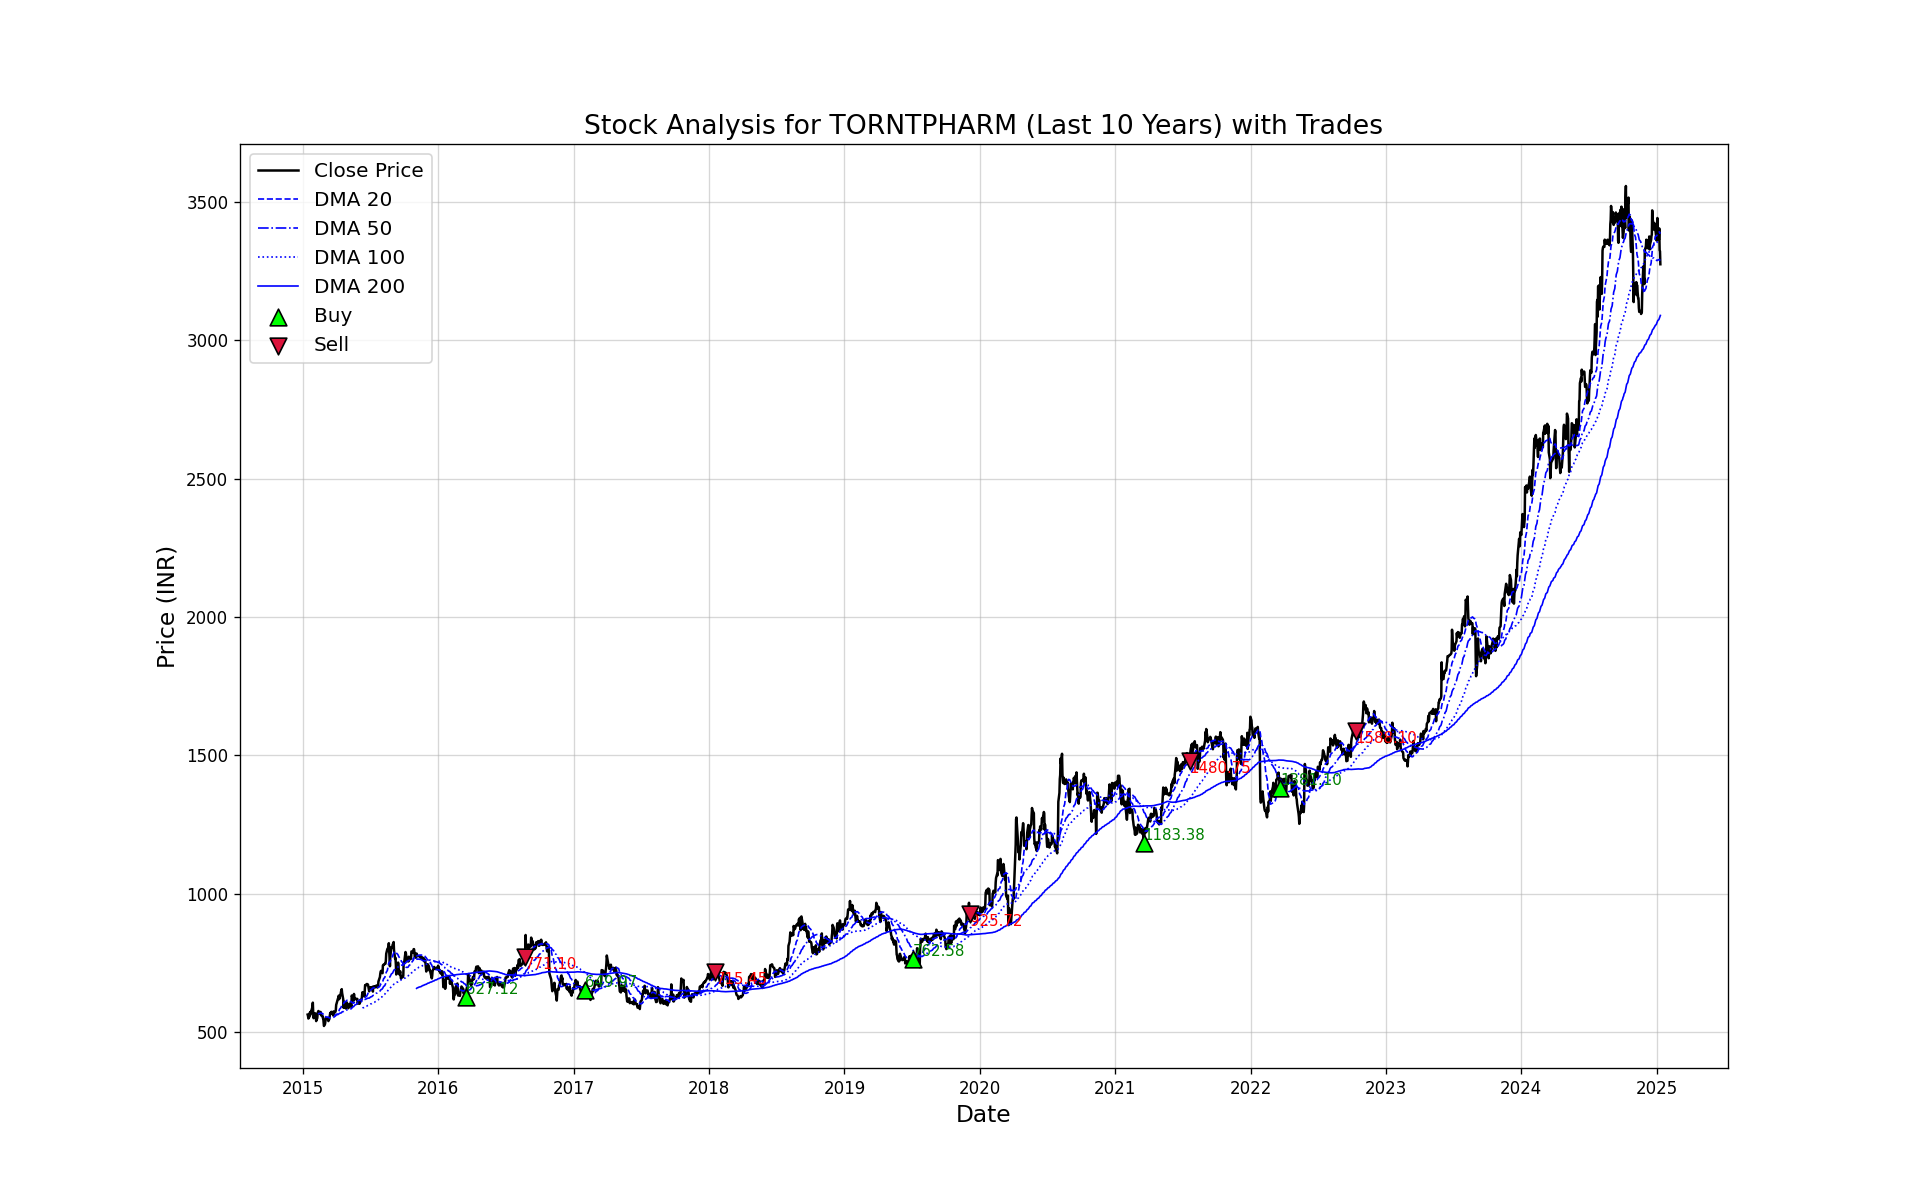 Stock Analysis for TORNTPHARM (Last 10 Years) with Trades
Close Price
DMA 20
DMA 50
DMA 100
DMA 200
Buy
Sell
Price (INR)
3500
3000
2500
2000
1500
1000
500
1480.75
1183.38
925.72
762.58
2015
2016
2017
2018
2019
2020
2021
2022
2023
2024
2025
Date